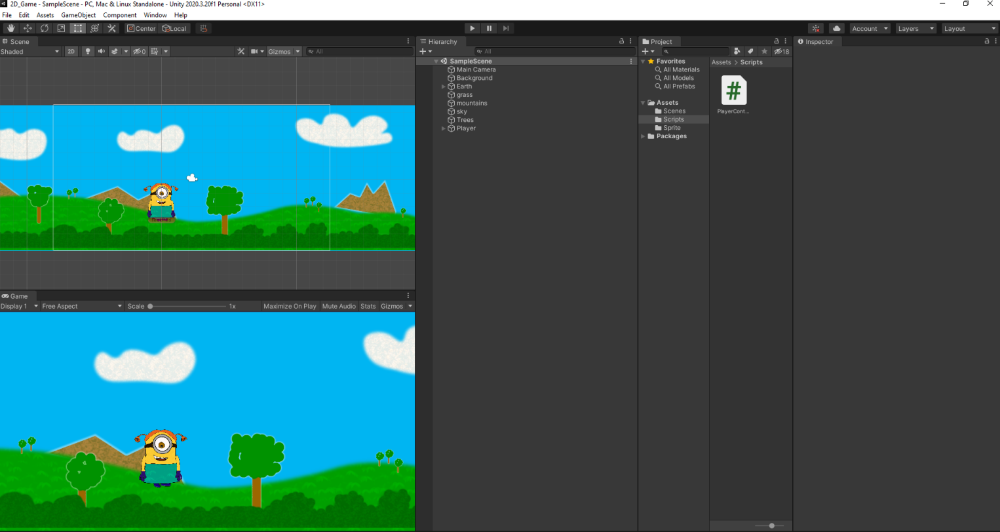 2D_Game - SampleScene - PC, Mac & Linux Standalone - Unity 2020.3.20f1 Personal <DX11>
File Edit Assets GameObject Component Window Help
Center Local Account Layers Layout
Scene
Shaded 2D 0 Gizmos All
Hierarchy
All
SampleScene
Main Camera
Background
Earth
grass
mountains
sky
Trees
Player
Project
18
Favorites
All Materials
All Models
All Prefabs
Assets
Scenes
Scripts
Sprite
Packages
Assets > Scripts
#
PlayerCont...
Inspector
Game
Display 1 Free Aspect Scale 1x Maximize On Play Mute Audio Stats Gizmos